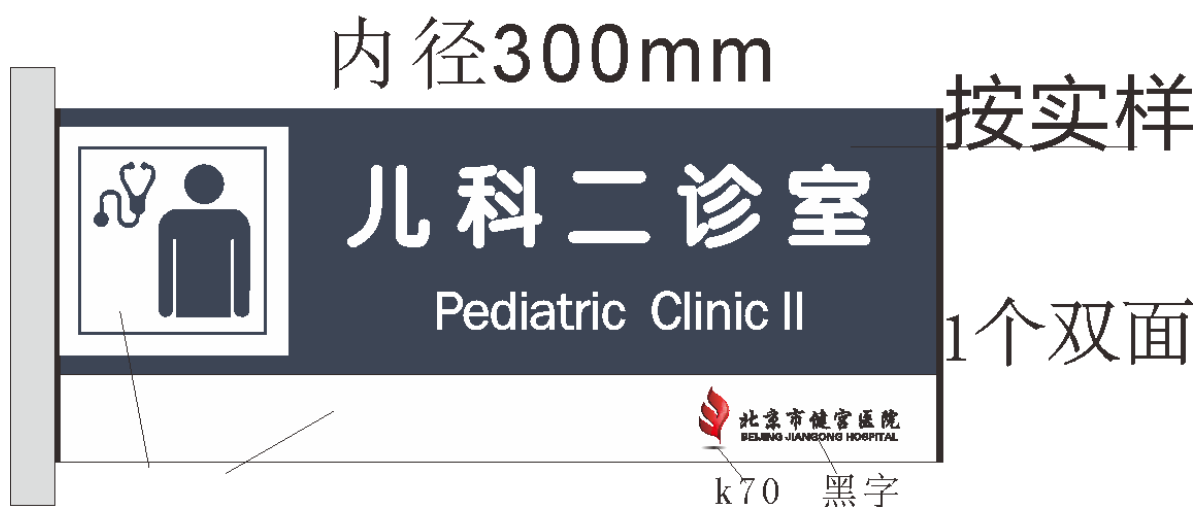 内径300mm
按实样
儿科二诊室
Pediatric Clinic II
1个双面
北京市健宫医院
BEIJING JIANGONG HOSPITAL
k70 黑字